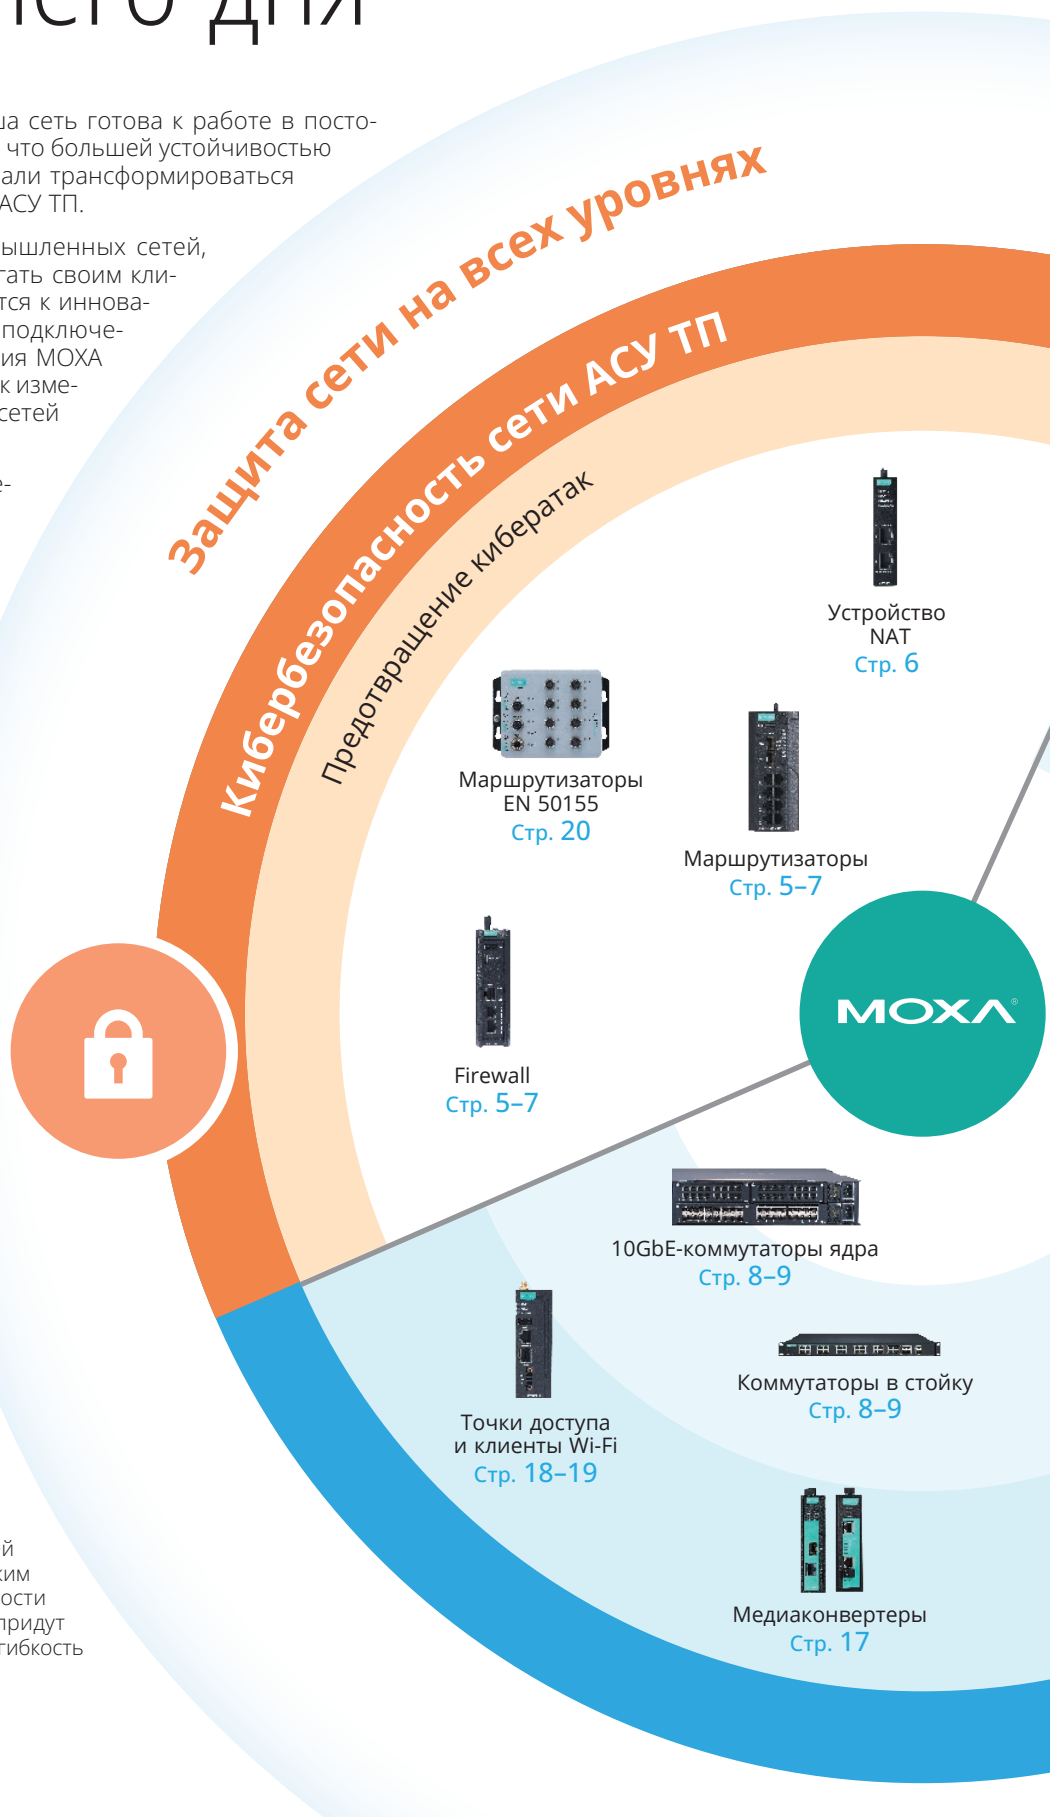 него дня
ша сеть готова к работе в посто-
что большей устойчивостью
али трансформироваться
АСУ ТП.
ышленных сетей,
гать своим кли-
тся к иннова-
подключе-
ия MOXA
к изме-
сетей
е-
Защита сети на всех уровнях
Кибербезопасность сети АСУ ТП
Предотвращение кибератак
Устройство
NAT
Стр. 6
Маршрутизаторы
EN 50155
Стр. 20
Маршрутизаторы
Стр. 5–7
Firewall
Стр. 5–7
MOXA®
10GbE-коммутаторы ядра
Стр. 8–9
Коммутаторы в стойку
Стр. 8–9
Точки доступа
и клиенты Wi-Fi
Стр. 18–19
Медиаконвертеры
Стр. 17
й
ким
ости
придут
гибкость